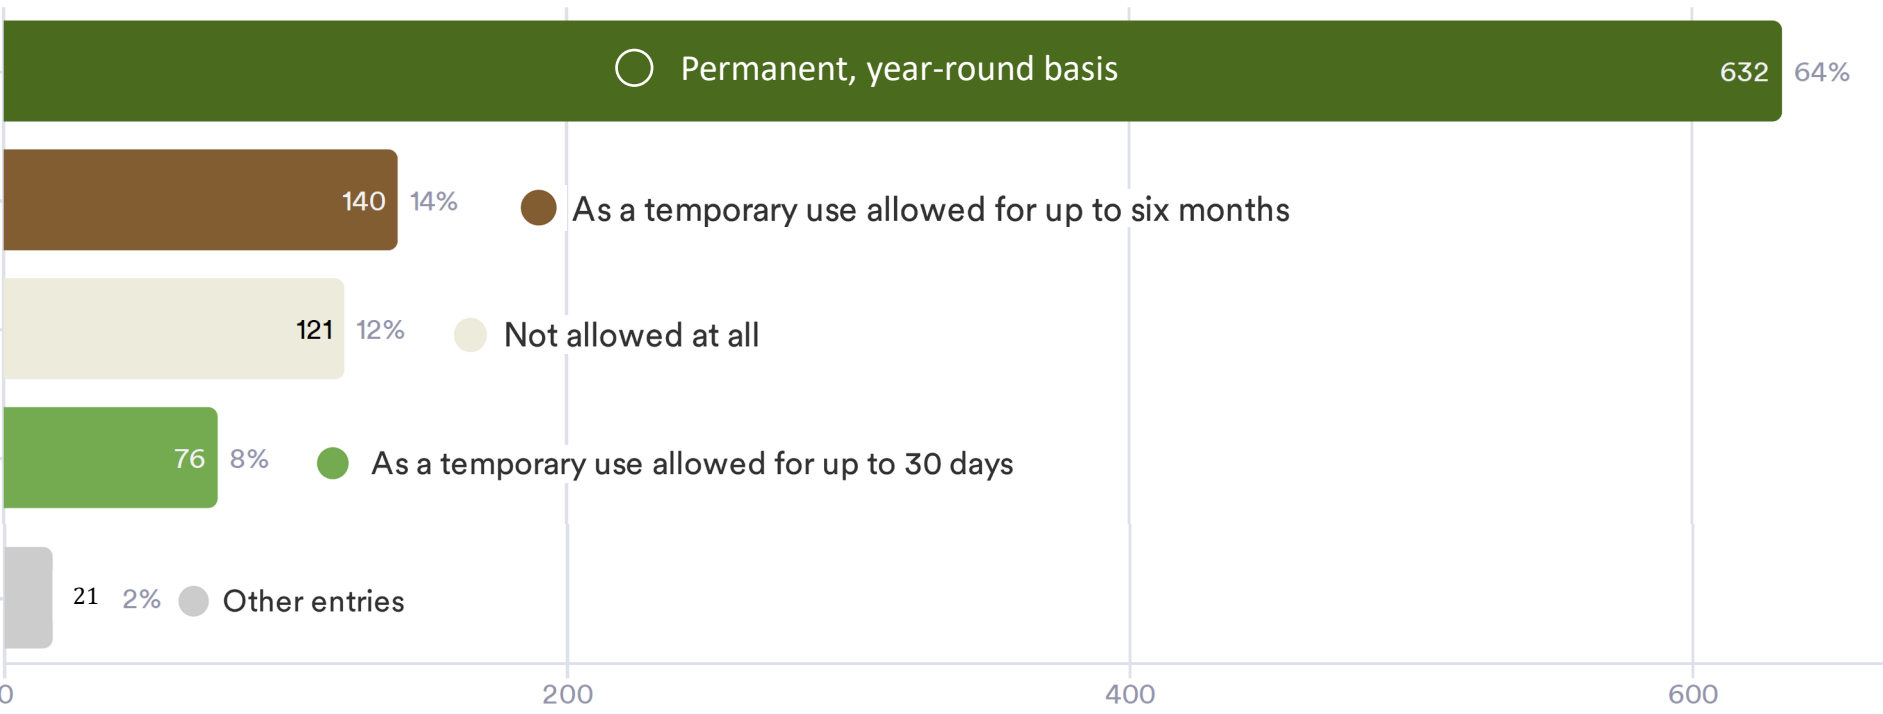 Permanent, year-round basis 632 64%
140 14% As a temporary use allowed for up to six months
121 12% Not allowed at all
76 8% As a temporary use allowed for up to 30 days
21 2% Other entries
0 200 400 600